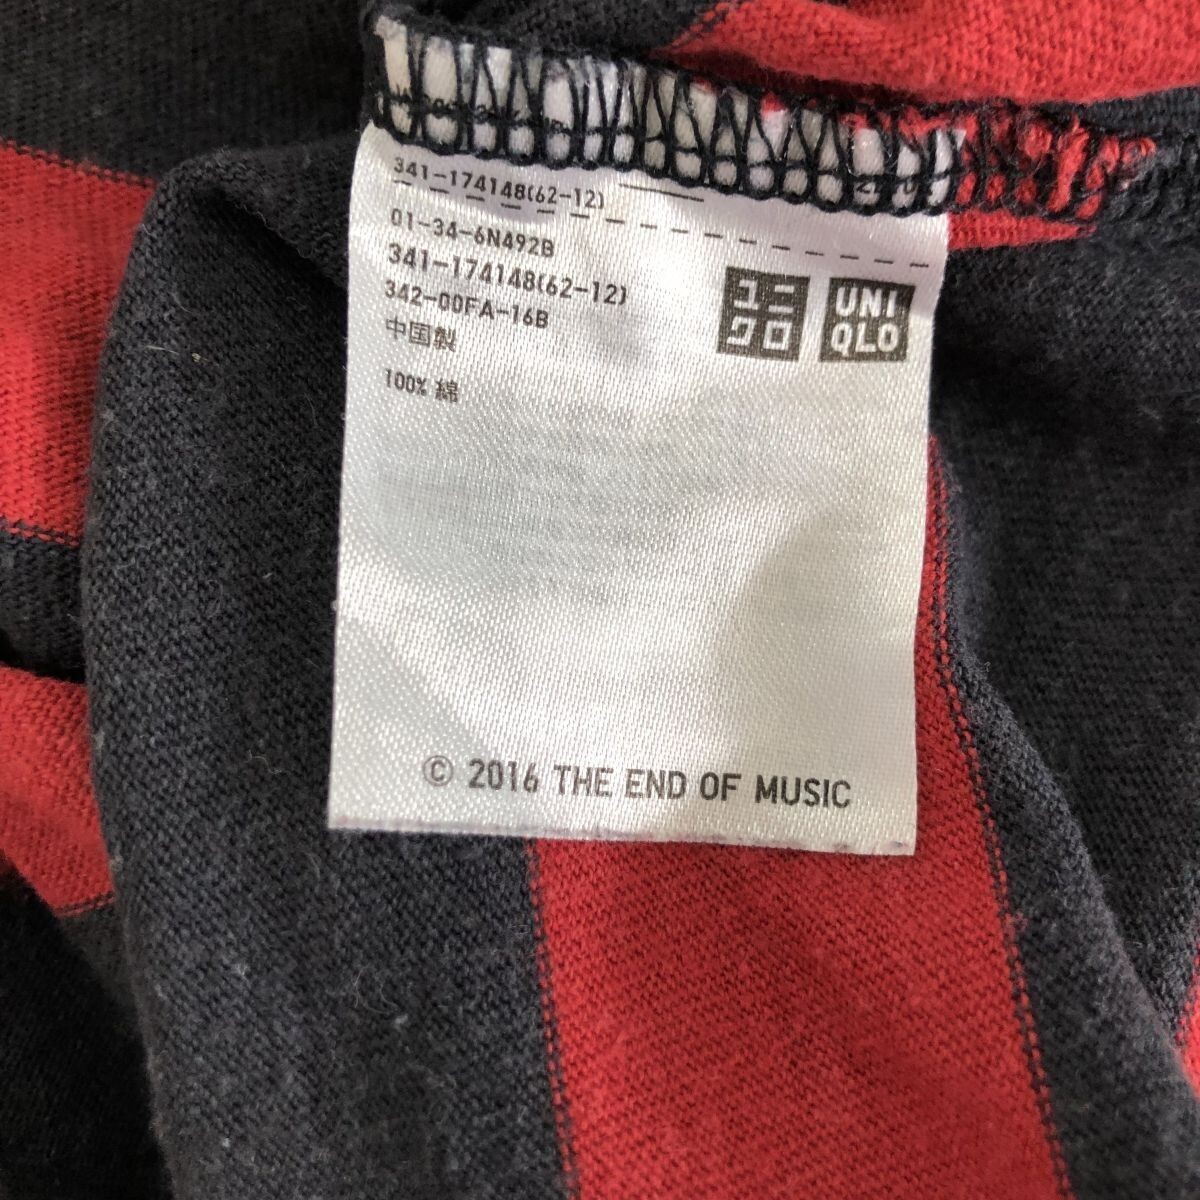 341-174148(62-12)
01-34-6N492B
341-174148(62-12)
342-00FA-16B
中国製
100% 綿
ユニ
クロ
UNI
QLO
© 2016 THE END OF MUSIC